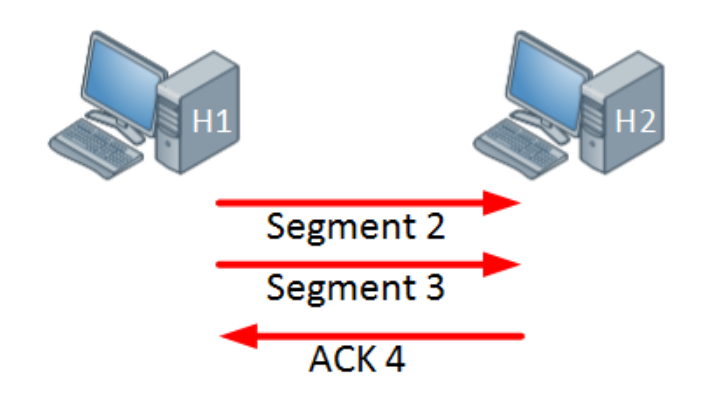 H1
H2
Segment 2
Segment 3
ACK 4